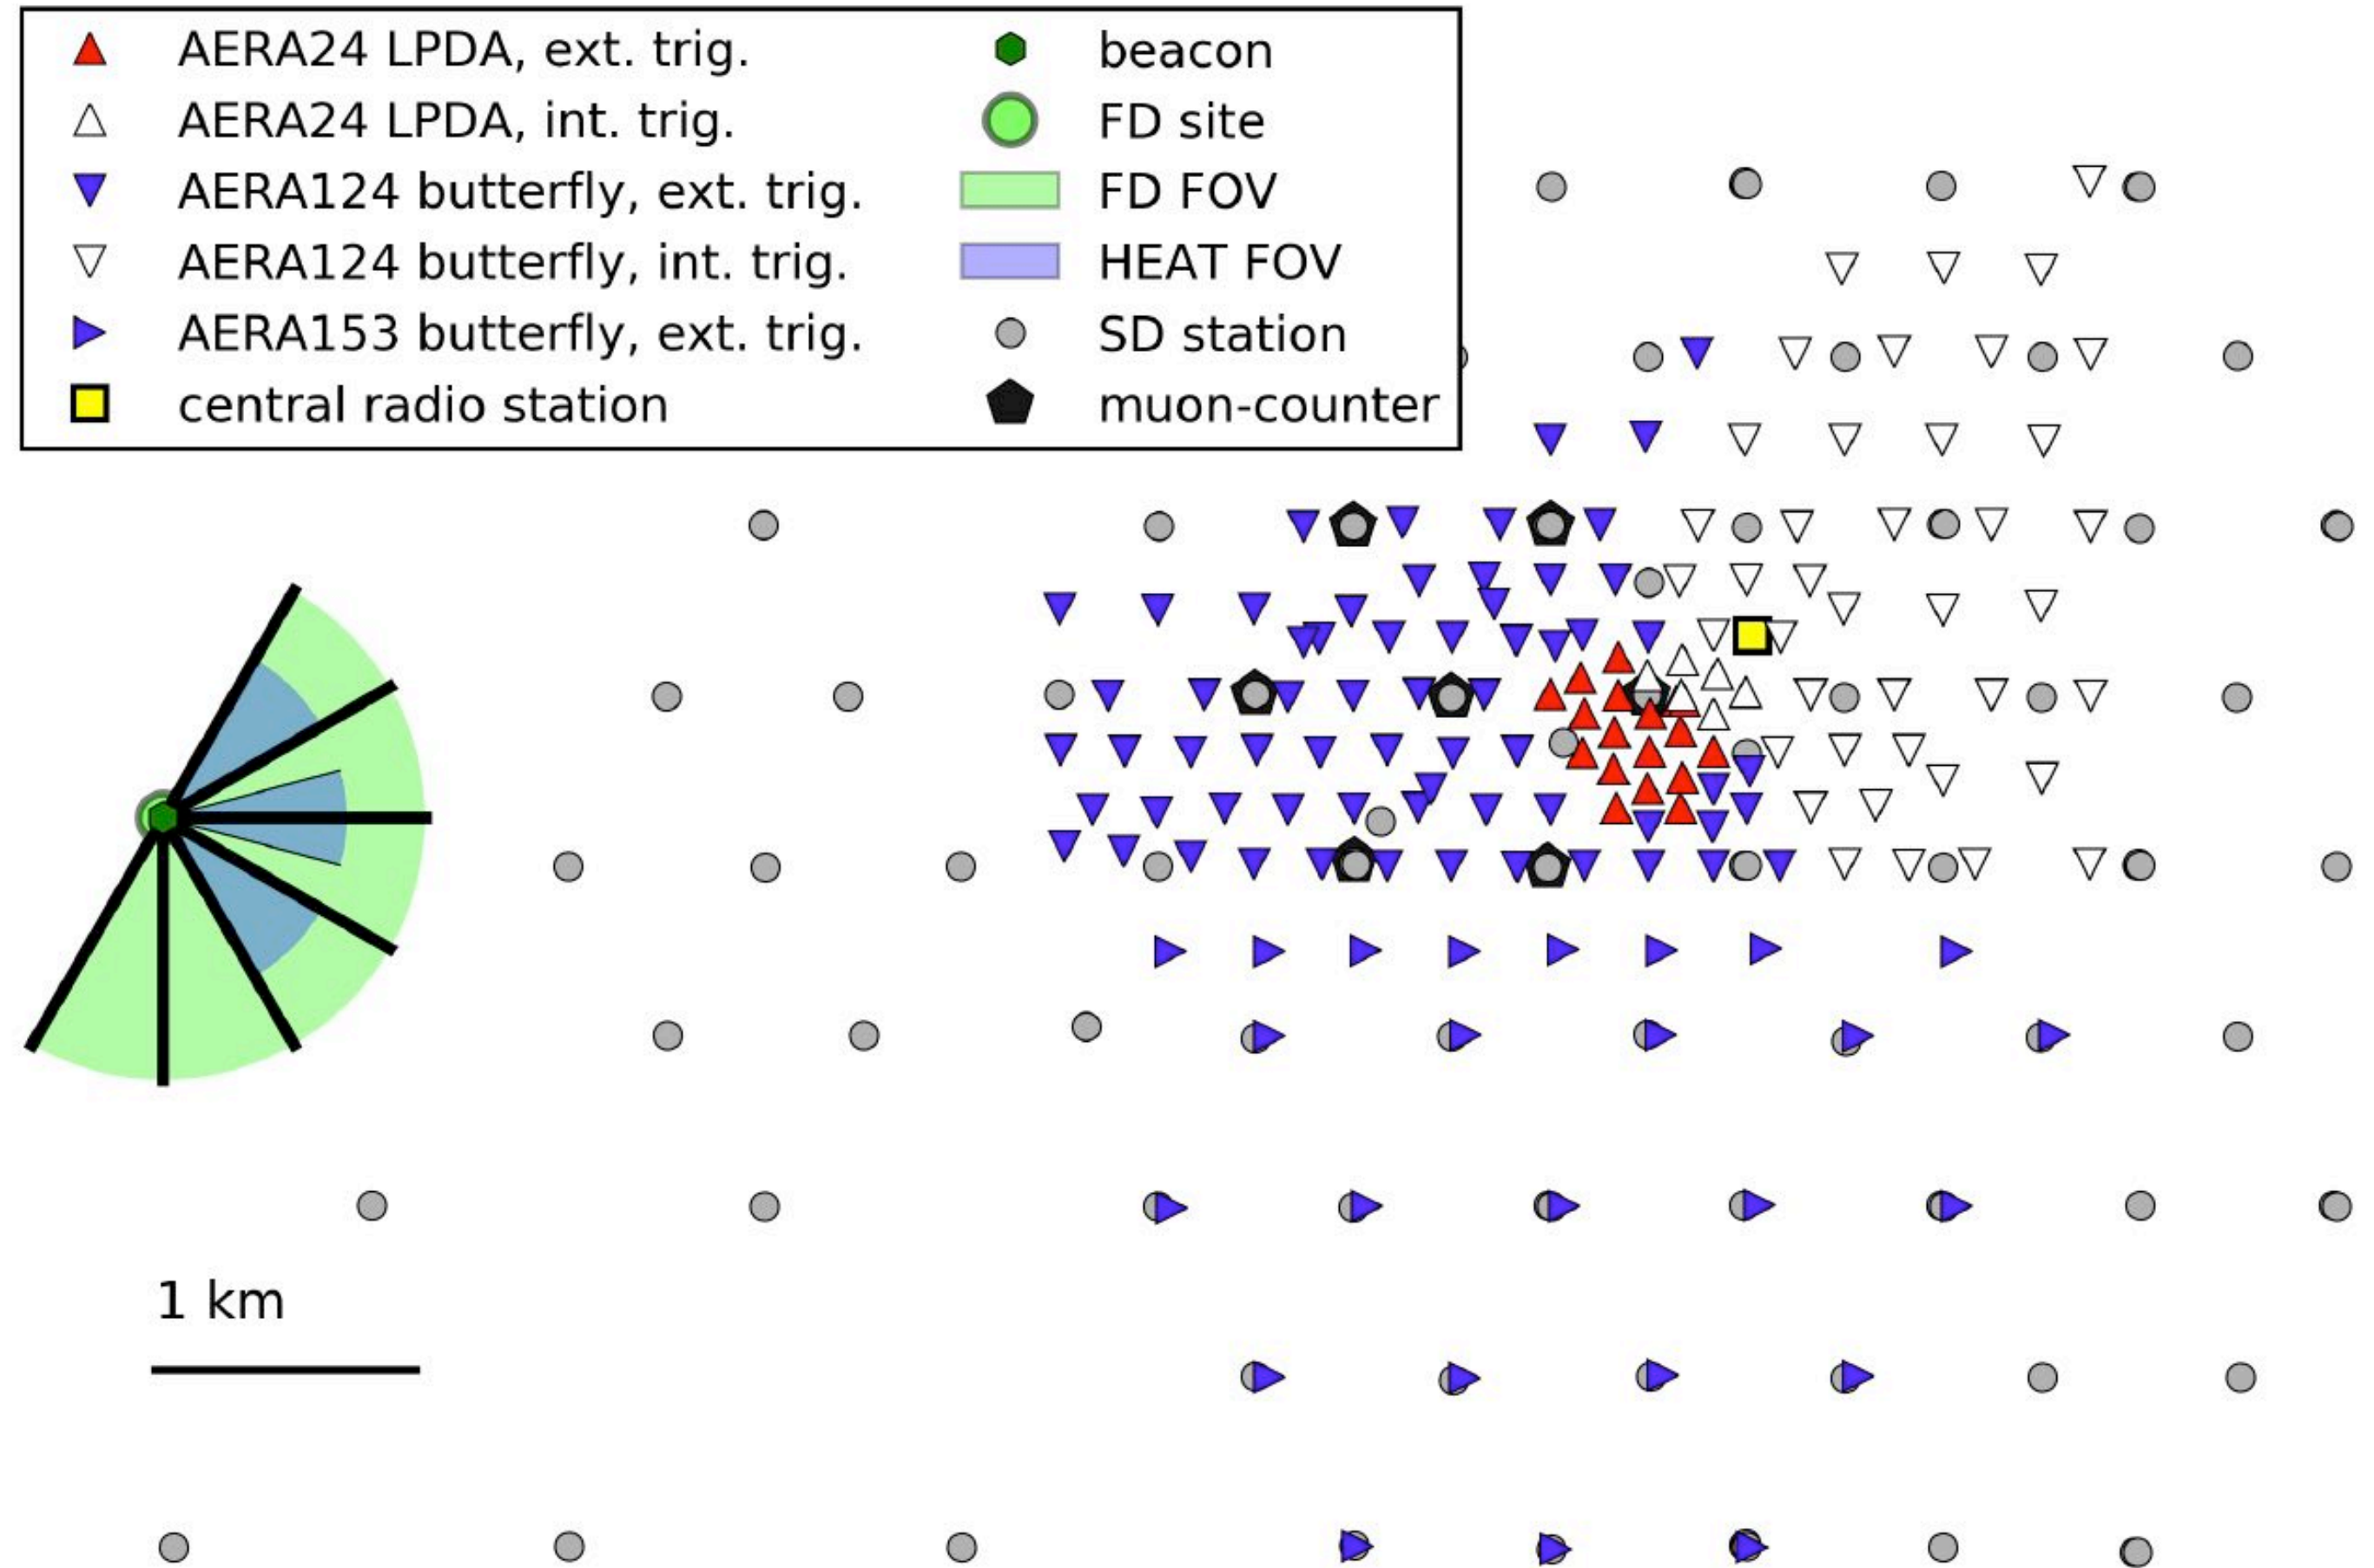 AERA24 LPDA, ext. trig.
AERA24 LPDA, int. trig.
AERA124 butterfly, ext. trig.
AERA124 butterfly, int. trig.
AERA153 butterfly, ext. trig.
central radio station
beacon
FD site
FD FOV
HEAT FOV
SD station
muon-counter
1 km